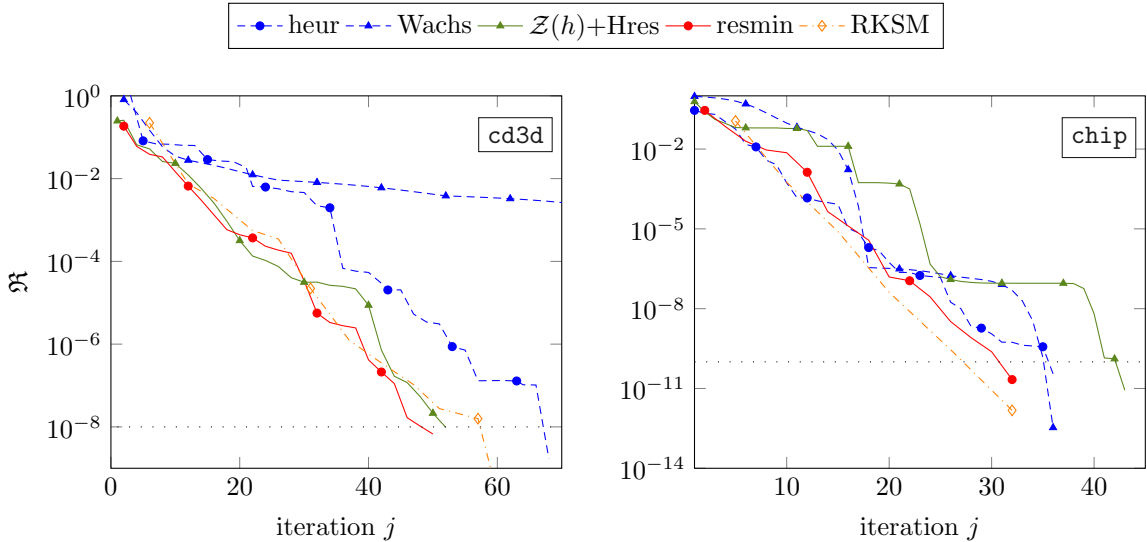 heur Wachs Z(h)+Hres resmin RKSM
cd3d
10^0
10^−2
10^−4
10^−6
10^−8
ℜ
0 20 40 60
iteration j
chip
10^−2
10^−5
10^−8
10^−11
10^−14
10 20 30 40
iteration j